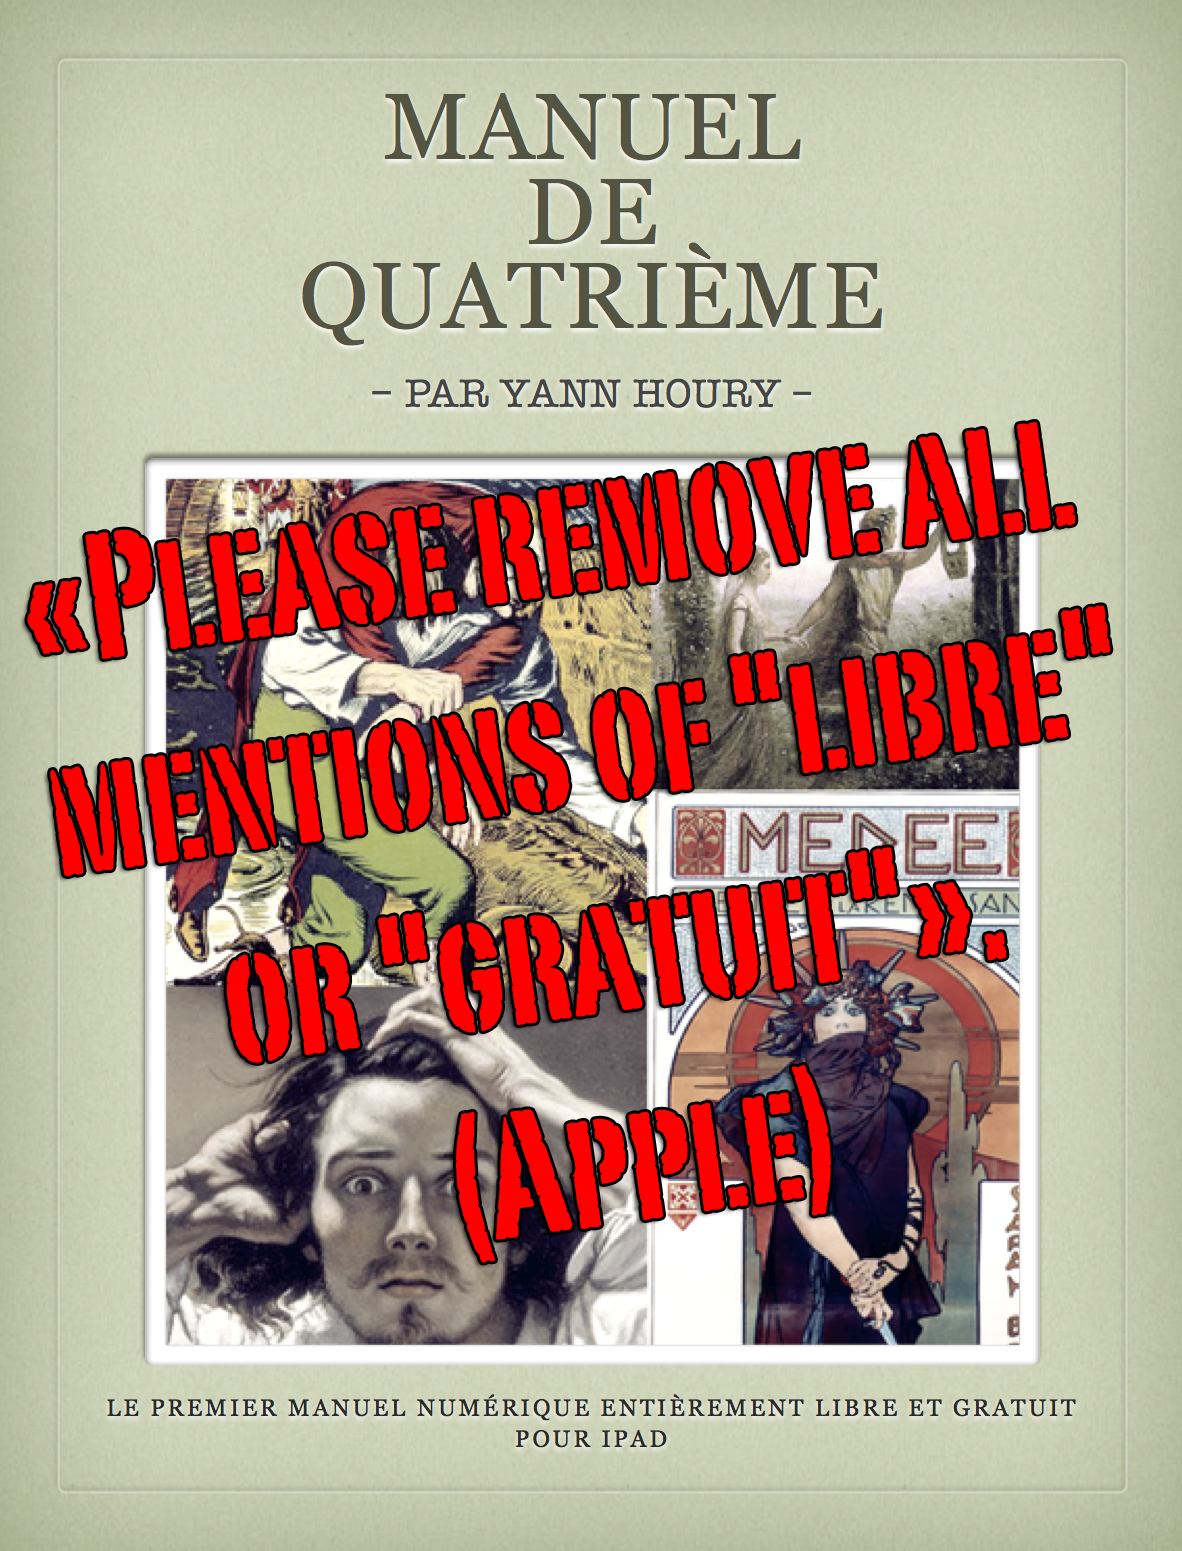 MANUEL
DE
QUATRIÈME
– PAR YANN HOURY –
«PLEASE REMOVE ALL
MENTIONS OF "LIBRE"
OR "GRATUIT"».
(APPLE)
MEDEE
LE PREMIER MANUEL NUMÉRIQUE ENTIÈREMENT LIBRE ET GRATUIT
POUR IPAD